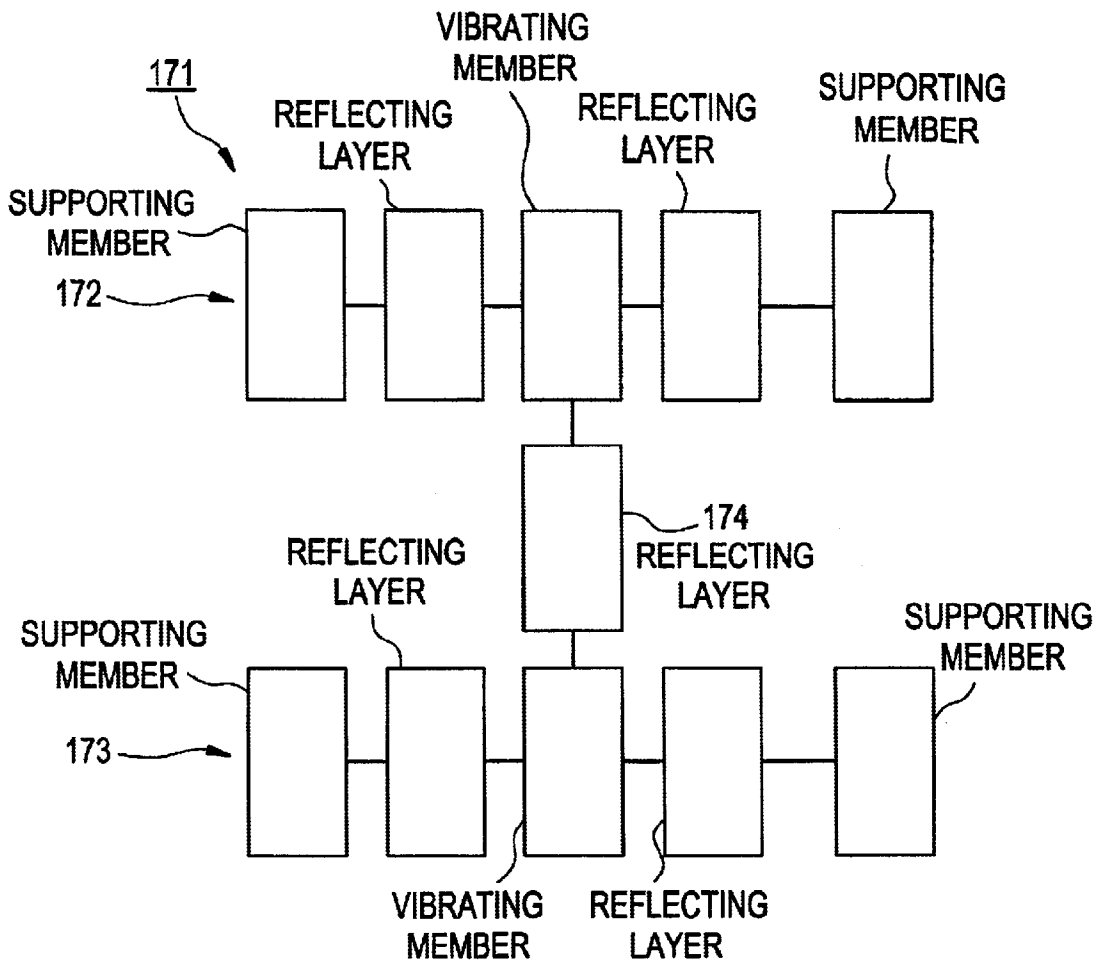 171
VIBRATING
MEMBER
REFLECTING
LAYER
REFLECTING
LAYER
SUPPORTING
MEMBER
SUPPORTING
MEMBER
172
174
REFLECTING
LAYER
REFLECTING
LAYER
SUPPORTING
MEMBER
SUPPORTING
MEMBER
173
VIBRATING
MEMBER
REFLECTING
LAYER